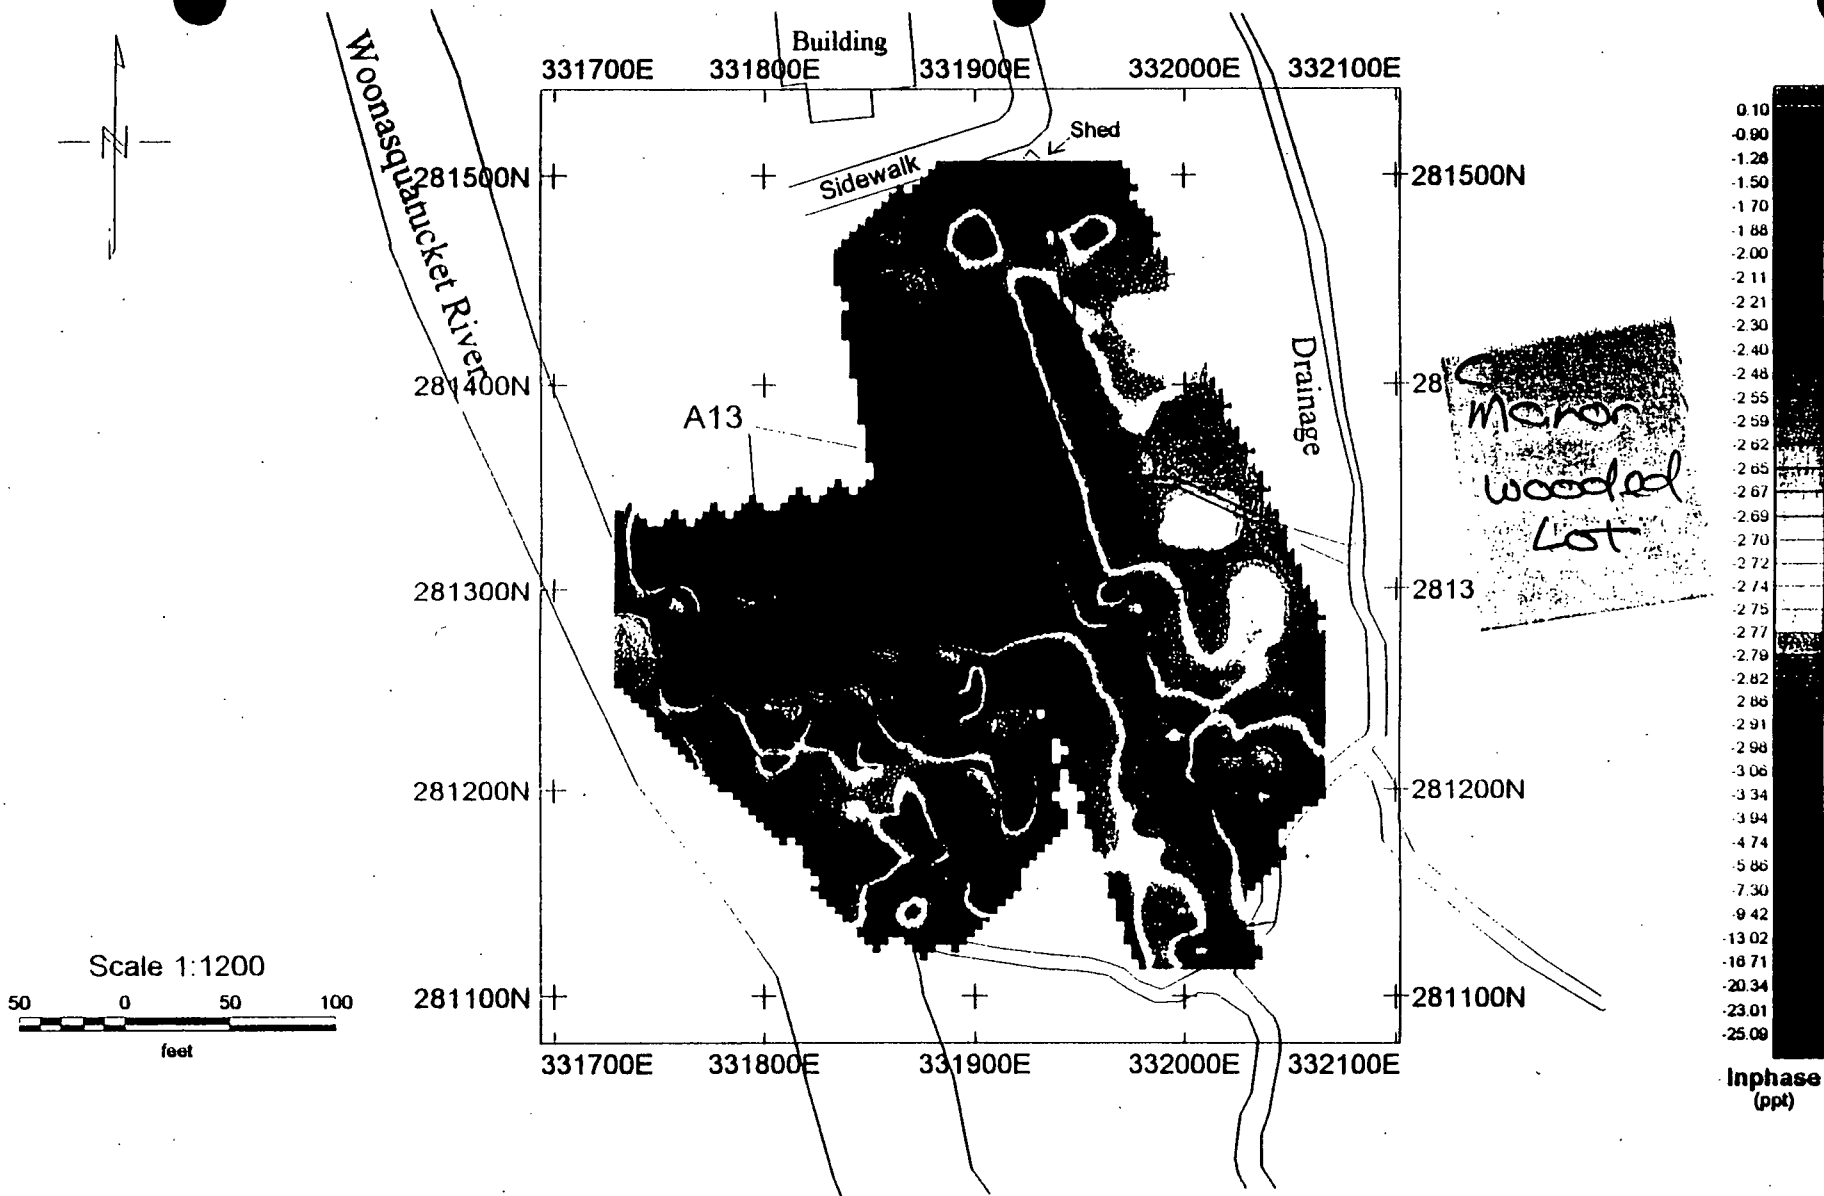 Building
331700E 331800E 331900E 332000E 332100E
Woonasquatucket River
N
Shed
Sidewalk
281500N 281500N
281400N 28
A13
Drainage
Manor
Wooded
Lot
281300N 2813
281200N 281200N
281100N 281100N
331700E 331800E 331900E 332000E 332100E
Scale 1:1200
50 0 50 100
feet
0.10
-0.90
-1.26
-1.50
-1.70
-1.88
-2.00
-2.11
-2.21
-2.30
-2.40
-2.48
-2.55
-2.59
-2.62
-2.65
-2.67
-2.69
-2.70
-2.72
-2.74
-2.75
-2.77
-2.79
-2.82
-2.86
-2.91
-2.98
-3.06
-3.34
-3.94
-4.74
-5.86
-7.30
-9.42
-13.02
-16.71
-20.34
-23.01
-25.09
Inphase
(ppt)